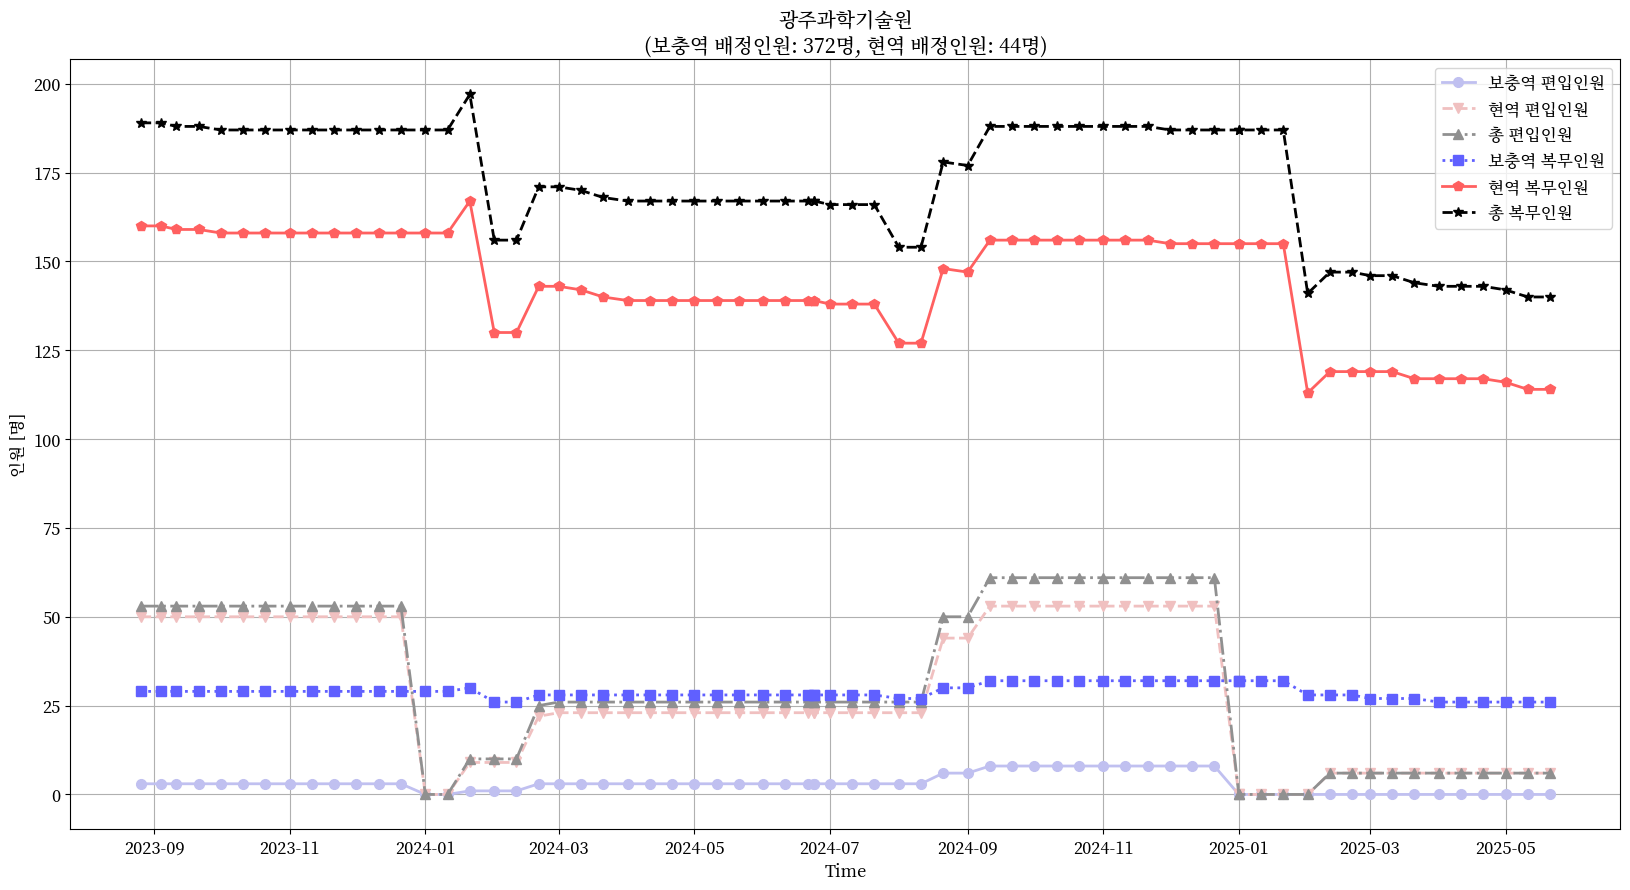 광주과학기술원
(보충역 배정인원: 372명, 현역 배정인원: 44명)
200
175
150
125
100
75
50
25
0
인원 [명]
보충역 편입인원
현역 편입인원
총 편입인원
보충역 복무인원
현역 복무인원
총 복무인원
2023-09 2023-11 2024-01 2024-03 2024-05 2024-07 2024-09 2024-11 2025-01 2025-03 2025-05
Time